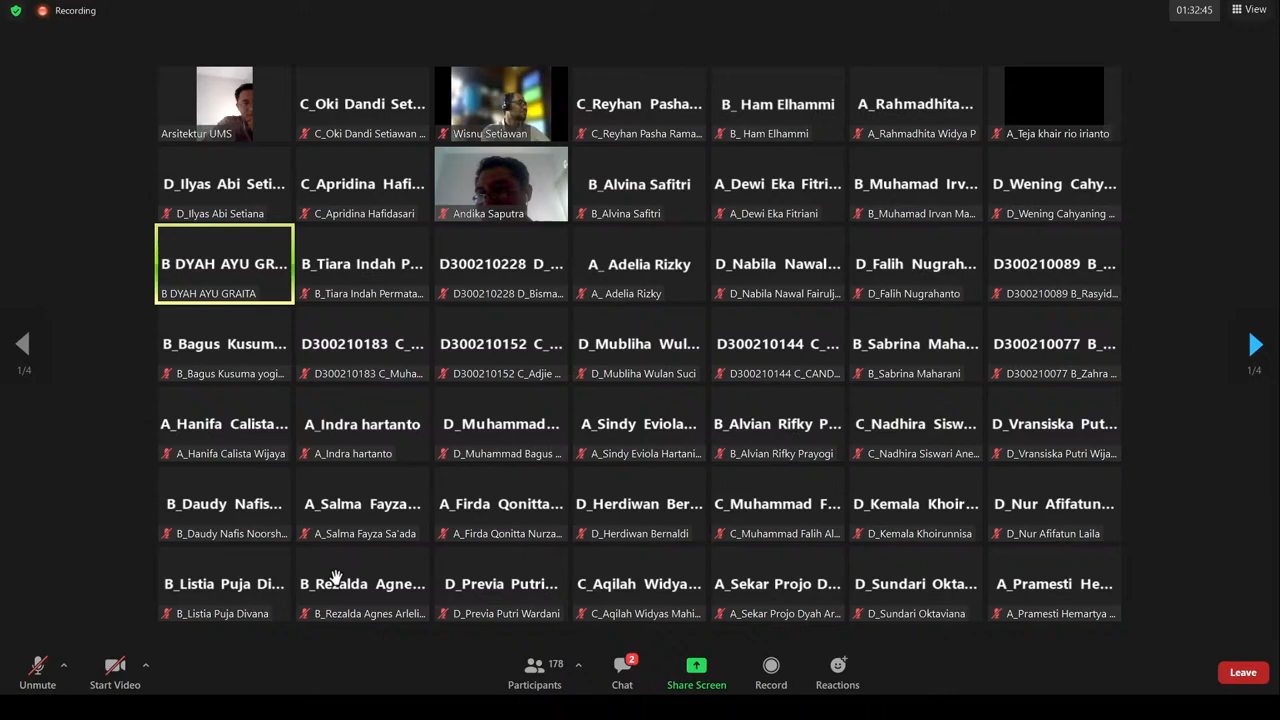 Recording
01:32:45
View
Arsitektur UMS
C_Oki Dandi Set...
C_Oki Dandi Setiawan ...
Wisnu Setiawan
C_Reyhan Pasha...
C_Reyhan Pasha Rama...
B_ Ham Elhammi
B_ Ham Elhammi
A_Rahmadhita...
A_Rahmadhita Widya P
A_Teja khair rio irianto
D_Ilyas Abi Seti...
D_Ilyas Abi Setiana
C_Apridina Hafi...
C_Apridina Hafidasari
Andika Saputra
B_Alvina Safitri
B_Alvina Safitri
A_Dewi Eka Fitri...
A_Dewi Eka Fitriani
B_Muhamad Irv...
B_Muhamad Irvan Ma...
D_Wening Cahy...
D_Wening Cahyaning ...
B DYAH AYU GR...
B DYAH AYU GRAITA
B_Tiara Indah P...
B_Tiara Indah Permata...
D300210228 D_...
D300210228 D_Bisma...
A_ Adelia Rizky
A_ Adelia Rizky
D_Nabila Nawal...
D_Nabila Nawal Fairulj...
D_Falih Nugrah...
D_Falih Nugrahanto
D300210089 B_...
D300210089 B_Rasyid...
B_Bagus Kusum...
B_Bagus Kusuma yogi...
D300210183 C_...
D300210183 C_Muha...
D300210152 C_...
D300210152 C_Adjie ...
D_Mubliha Wul...
D_Mubliha Wulan Suci
D300210144 C_...
D300210144 C_CAND...
B_Sabrina Maha...
B_Sabrina Maharani
D300210077 B_...
D300210077 B_Zahra ...
1/4
1/4
A_Hanifa Calista...
A_Hanifa Calista Wijaya
A_Indra hartanto
A_Indra hartanto
D_Muhammad...
D_Muhammad Bagus ...
A_Sindy Eviola...
A_Sindy Eviola Hartani...
B_Alvian Rifky P...
B_Alvian Rifky Prayogi
C_Nadhira Sisw...
C_Nadhira Siswari Ane...
D_Vransiska Put...
D_Vransiska Putri Wija...
B_Daudy Nafis...
B_Daudy Nafis Noorsh...
A_Salma Fayza...
A_Salma Fayza Sa'ada
A_Firda Qonitta...
A_Firda Qonitta Nurza...
D_Herdiwan Ber...
D_Herdiwan Bernaldi
C_Muhammad F...
C_Muhammad Falih Al...
D_Kemala Khoir...
D_Kemala Khoirunnisa
D_Nur Afifatun...
D_Nur Afifatun Laila
B_Listia Puja Di...
B_Listia Puja Divana
B_Rezalda Agne...
B_Rezalda Agnes Arleli...
D_Previa Putri...
D_Previa Putri Wardani
C_Aqilah Widya...
C_Aqilah Widyas Mahi...
A_Sekar Projo D...
A_Sekar Projo Dyah Ar...
D_Sundari Okta...
D_Sundari Oktaviana
A_Pramesti He...
A_Pramesti Hemartya ...
Unmute
Start Video
178
Participants
2
Chat
Share Screen
Record
Reactions
Leave